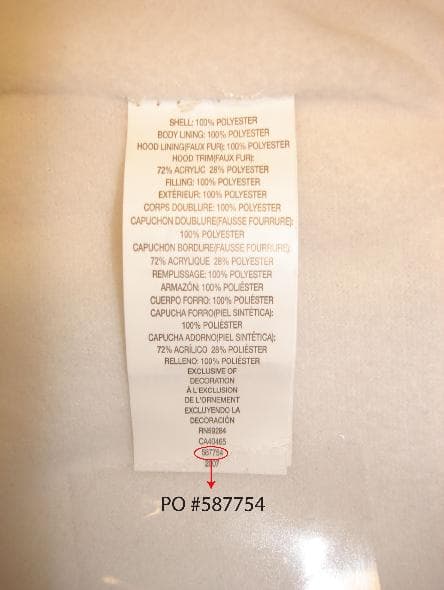 SHELL: 100% POLYESTER
BODY LINING: 100% POLYESTER
HOOD LINING(FAUX FUR): 100% POLYESTER
HOOD TRIM(FAUX FUR):
72% ACRYLIC 28% POLYESTER
FILLING: 100% POLYESTER
EXTÉRIEUR: 100% POLYESTER
CORPS DOUBLURE: 100% POLYESTER
CAPUCHON DOUBLURE(FAUSSE FOURRURE):
100% POLYESTER
CAPUCHON BORDURE(FAUSSE FOURRURE):
72% ACRYLIQUE 28% POLYESTER
REMPLISSAGE: 100% POLYESTER
ARMAZÓN: 100% POLIÉSTER
CUERPO FORRO: 100% POLIÉSTER
CAPUCHA FORRO(PIEL SINTÉTICA):
100% POLIÉSTER
CAPUCHA ADORNO(PIEL SINTÉTICA):
72% ACRÍLICO 28% POLIÉSTER
RELLENO: 100% POLIÉSTER
EXCLUSIVE OF
DECORATION
À L'EXCLUSION
DE L'ORNEMENT
EXCLUYENDO LA
DECORACIÓN
RN59284
CA40465
587754
2007
PO #587754